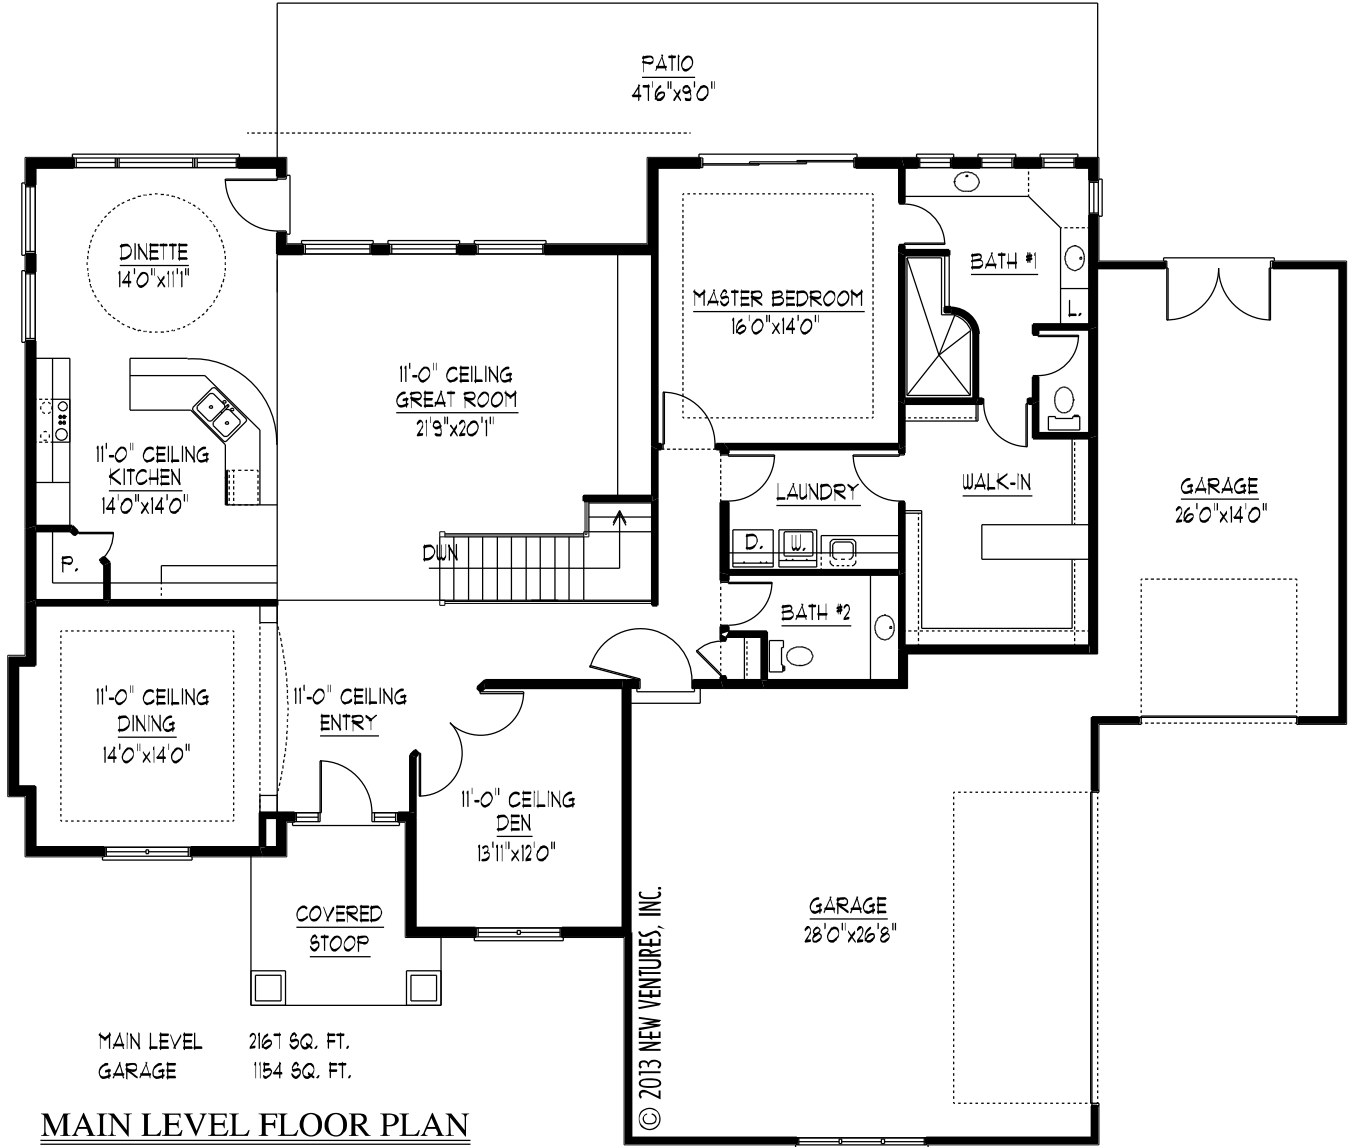 PATIO
47'6"x9'0"
DINETTE
14'0"x11'1"
BATH #1
MASTER BEDROOM
16'0"x14'0"
L.
11'-0" CEILING
GREAT ROOM
21'9"x20'1"
11'-0" CEILING
KITCHEN
14'0"x14'0"
LAUNDRY
WALK-IN
GARAGE
26'0"x14'0"
P.
DWN
D.
W.
BATH #2
11'-0" CEILING
DINING
14'0"x14'0"
11'-0" CEILING
ENTRY
11'-0" CEILING
DEN
13'11"x12'0"
COVERED
STOOP
GARAGE
28'0"x26'8"
© 2013 NEW VENTURES, INC.
MAIN LEVEL 2167 SQ. FT.
GARAGE 1154 SQ. FT.
MAIN LEVEL FLOOR PLAN